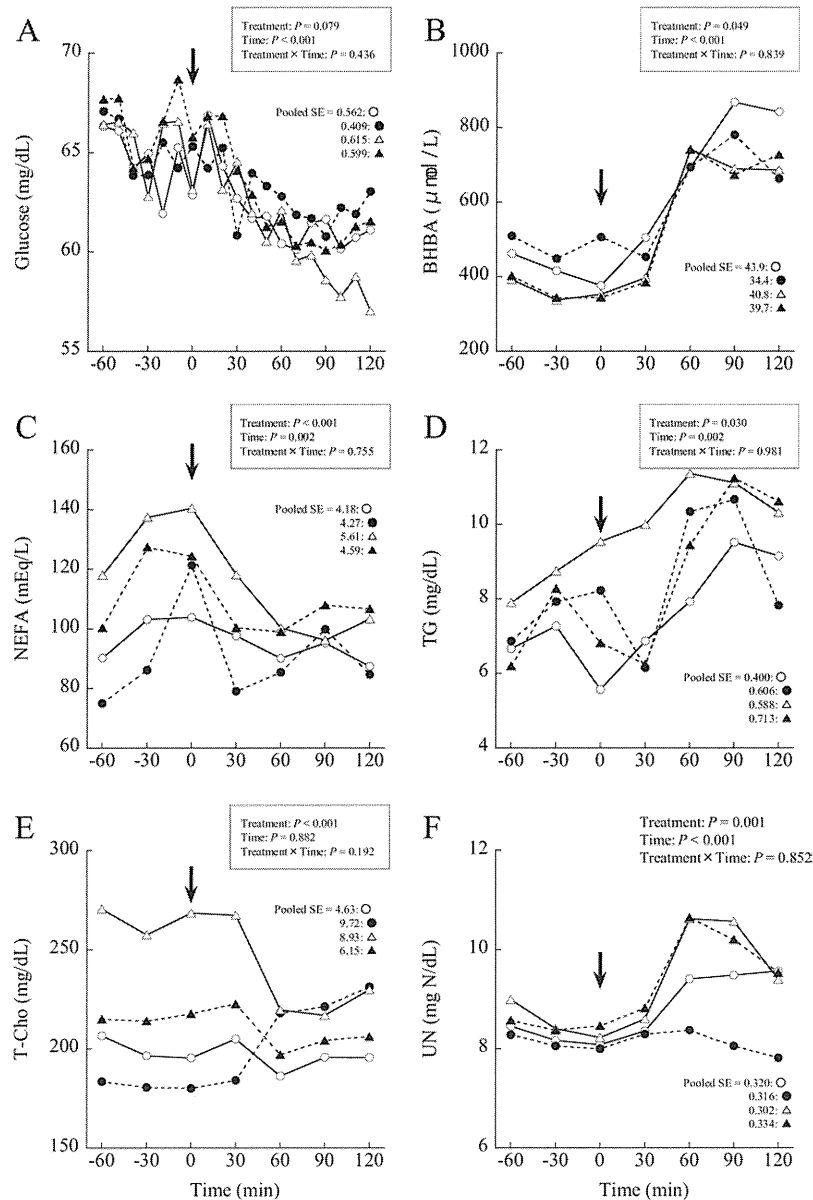 A
Treatment: P = 0.079
Time: P < 0.001
Treatment × Time: P = 0.436
70
65
60
55
Glucose (mg/dL)
Pooled SE = 0.562: ○
0.409: ●
0.615: △
0.599: ▲
-60 -30 0 30 60 90 120
B
Treatment: P = 0.049
Time: P < 0.001
Treatment × Time: P = 0.839
1000
800
600
400
200
BHBA (μmol/L)
Pooled SE = 43.9: ○
34.4: ●
40.8: △
39.7: ▲
-60 -30 0 30 60 90 120
C
Treatment: P < 0.001
Time: P = 0.002
Treatment × Time: P = 0.755
160
140
120
100
80
60
NEFA (mEq/L)
Pooled SE = 4.18: ○
4.27: ●
5.61: △
4.59: ▲
-60 -30 0 30 60 90 120
D
Treatment: P = 0.030
Time: P = 0.002
Treatment × Time: P = 0.981
12
10
8
6
4
TG (mg/dL)
Pooled SE = 0.400: ○
0.606: ●
0.588: △
0.713: ▲
-60 -30 0 30 60 90 120
E
Treatment: P < 0.001
Time: P = 0.882
Treatment × Time: P = 0.192
300
250
200
150
T-Cho (mg/dL)
Pooled SE = 4.63: ○
9.72: ●
8.93: △
6.15: ▲
-60 -30 0 30 60 90 120
Time (min)
F
Treatment: P = 0.001
Time: P < 0.001
Treatment × Time: P = 0.852
12
10
8
6
UN (mg N/dL)
Pooled SE = 0.320: ○
0.316: ●
0.302: △
0.334: ▲
-60 -30 0 30 60 90 120
Time (min)